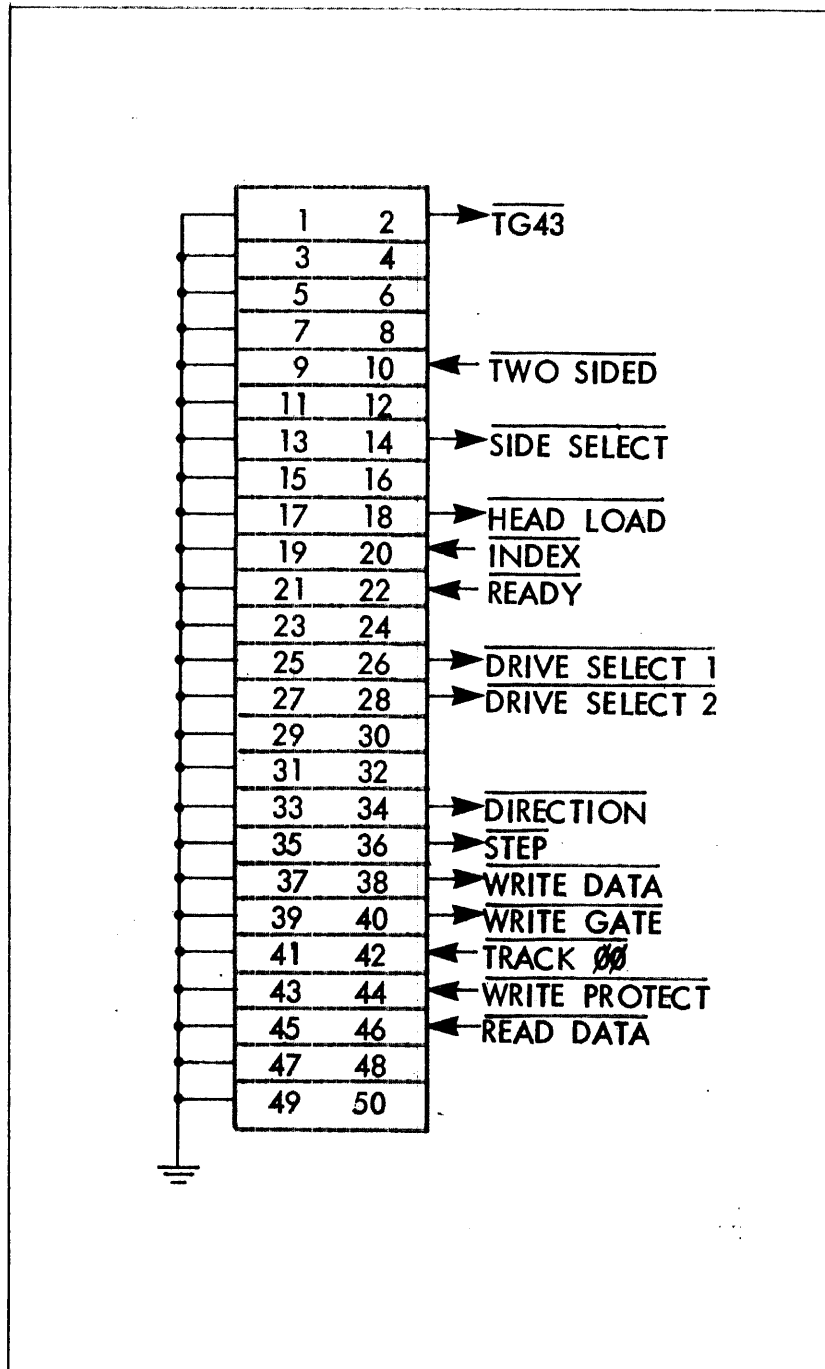 1 2 TG43
3 4
5 6
7 8
9 10 TWO SIDED
11 12
13 14 SIDE SELECT
15 16
17 18 HEAD LOAD
19 20 INDEX
21 22 READY
23 24
25 26 DRIVE SELECT 1
27 28 DRIVE SELECT 2
29 30
31 32
33 34 DIRECTION
35 36 STEP
37 38 WRITE DATA
39 40 WRITE GATE
41 42 TRACK ØØ
43 44 WRITE PROTECT
45 46 READ DATA
47 48
49 50